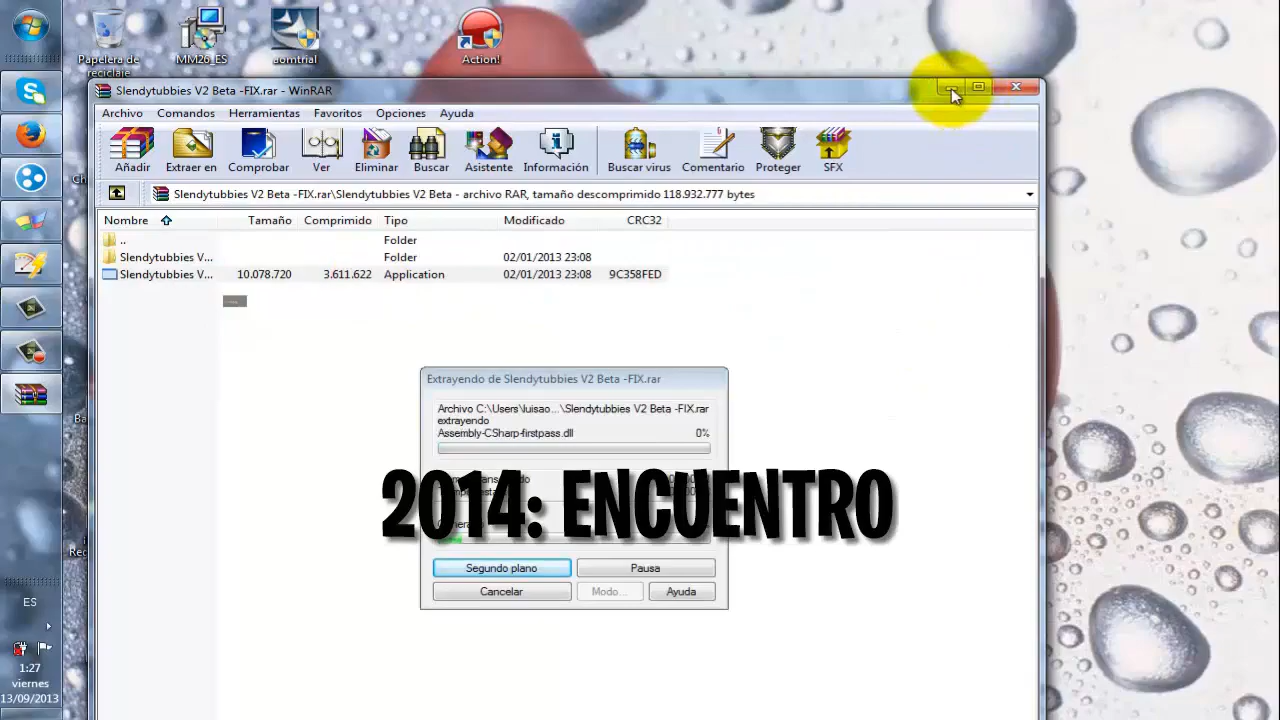 Papelera de
reciclaje
MM26_ES
aomtrial
Action!
Slendytubbies V2 Beta -FIX.rar - WinRAR
Archivo Comandos Herramientas Favoritos Opciones Ayuda
Añadir Extraer en Comprobar Ver Eliminar Buscar Asistente Información Buscar virus Comentario Proteger SFX
Slendytubbies V2 Beta -FIX.rar\Slendytubbies V2 Beta - archivo RAR, tamaño descomprimido 118.932.777 bytes
Nombre Tamaño Comprimido Tipo Modificado CRC32
.. Folder
Slendytubbies V... Folder 02/01/2013 23:08
Slendytubbies V... 10.078.720 3.611.622 Application 02/01/2013 23:08 9C358FED
Extrayendo de Slendytubbies V2 Beta -FIX.rar
Archivo C:\Users\luisao...\Slendytubbies V2 Beta -FIX.rar
extrayendo
Assembly-CSharp-firstpass.dll 0%
2014: ENCUENTRO
Segundo plano Pausa
Cancelar Modo... Ayuda
ES
1:27
viernes
13/09/2013